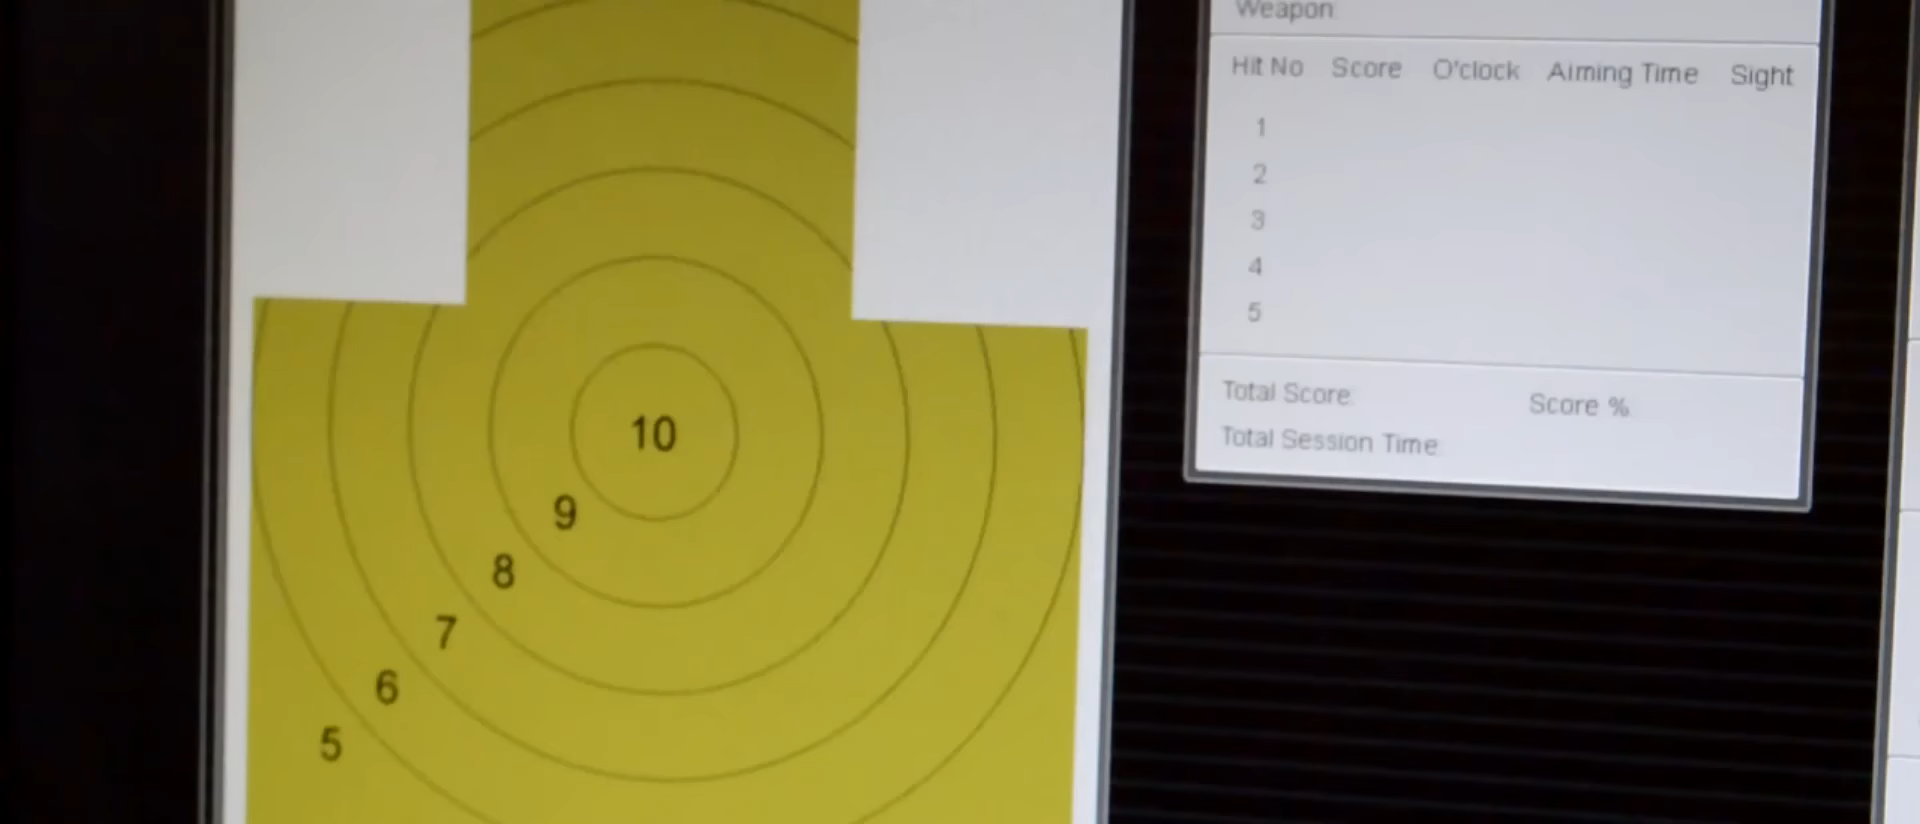 10
9
8
7
6
5
Weapon
Hit No Score O'clock Aiming Time Sight
1
2
3
4
5
Total Score: Score %
Total Session Time: